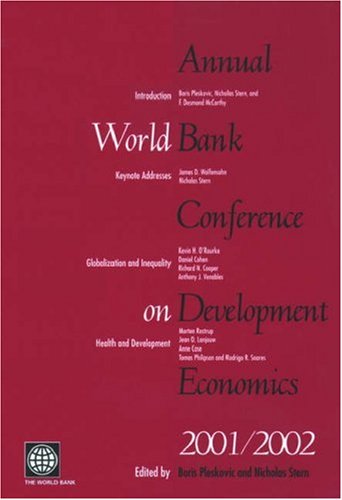 Annual
Introduction
Boris Pleskovic, Nicholas Stern, and
F. Desmond McCarthy
World Bank
Keynote Addresses
James D. Wolfensohn
Nicholas Stern
Conference
Globalization and Inequality
Kevin H. O'Rourke
Daniel Cohen
Richard N. Cooper
Anthony J. Venables
on Development
Health and Development
Morten Rostrup
Jean O. Lanjouw
Anne Case
Tomas Philipson and Rodrigo R. Soares
Economics
2001/2002
Edited by Boris Pleskovic and Nicholas Stern
THE WORLD BANK